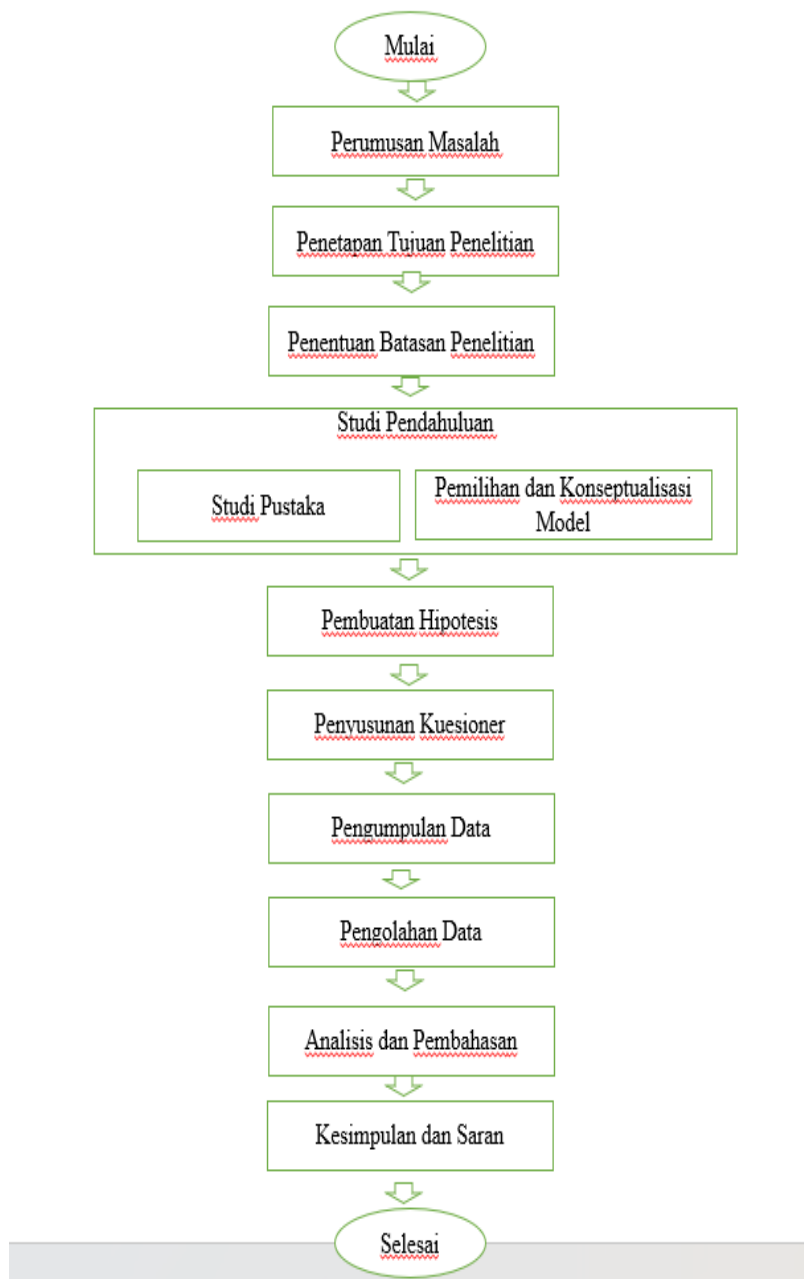 Mulai
Perumusan Masalah
Penetapan Tujuan Penelitian
Penentuan Batasan Penelitian
Studi Pendahuluan
Studi Pustaka
Pemilihan dan Konseptualisasi
Model
Pembuatan Hipotesis
Penyusunan Kuesioner
Pengumpulan Data
Pengolahan Data
Analisis dan Pembahasan
Kesimpulan dan Saran
Selesai